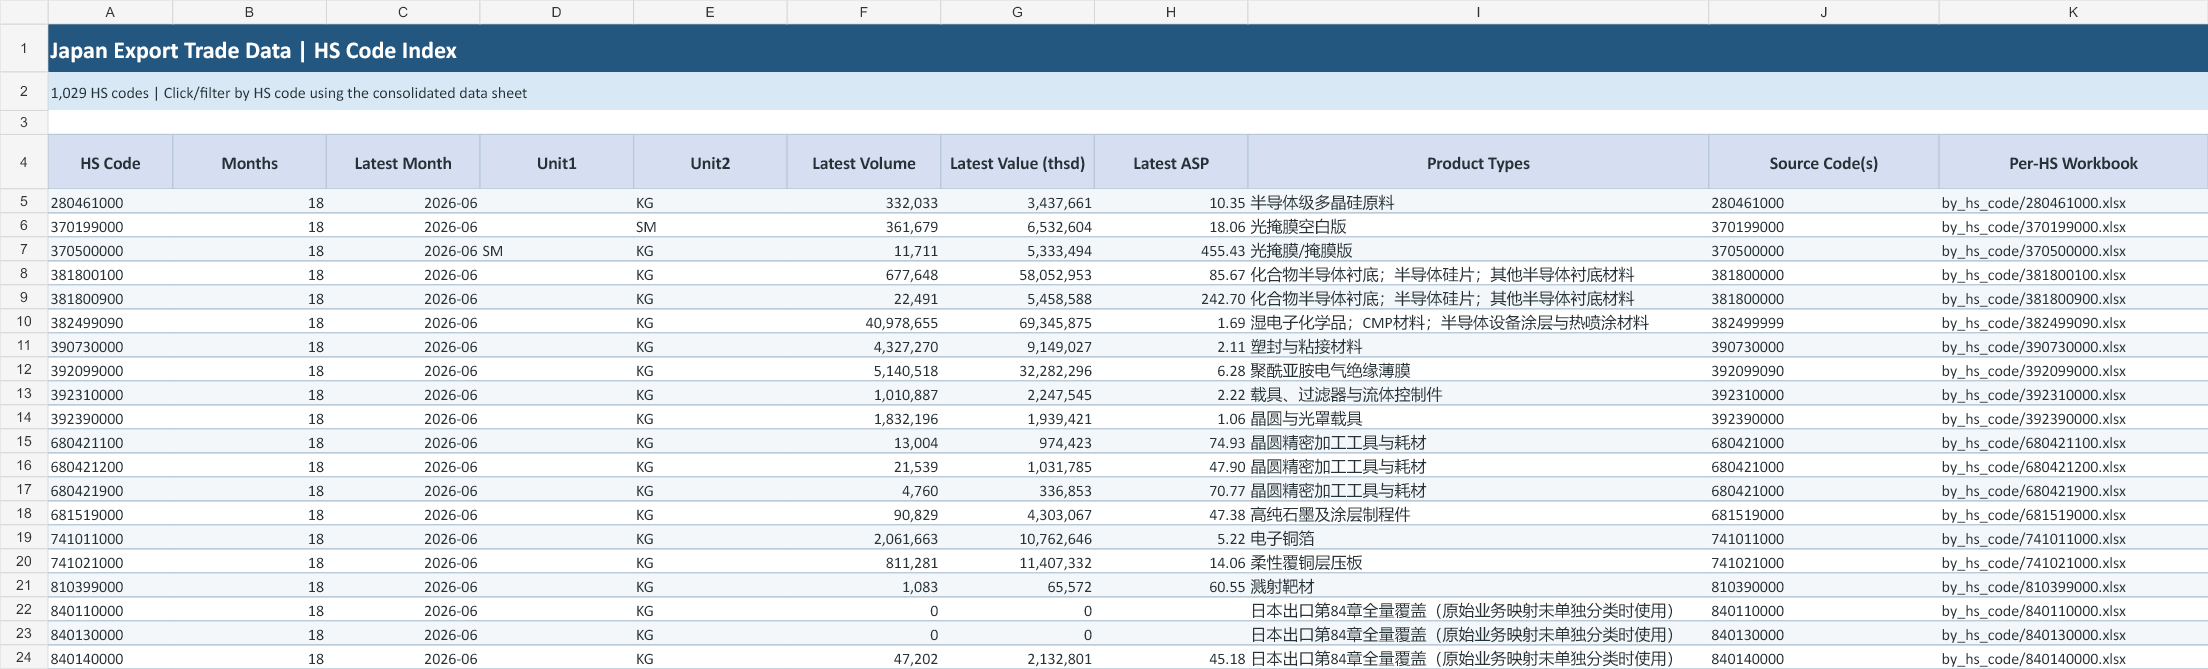 A B C D E F G H I J K
1 Japan Export Trade Data | HS Code Index
2 1,029 HS codes | Click/filter by HS code using the consolidated data sheet
3
4 HS Code Months Latest Month Unit1 Unit2 Latest Volume Latest Value (thsd) Latest ASP Product Types Source Code(s) Per-HS Workbook
5 280461000 18 2026-06 KG 332,033 3,437,661 10.35 半导体级多晶硅原料 280461000 by_hs_code/280461000.xlsx
6 370199000 18 2026-06 SM 361,679 6,532,604 18.06 光掩膜空白版 370199000 by_hs_code/370199000.xlsx
7 370500000 18 2026-06 SM KG 11,711 5,333,494 455.43 光掩膜/掩膜版 370500000 by_hs_code/370500000.xlsx
8 381800100 18 2026-06 KG 677,648 58,052,953 85.67 化合物半导体衬底；半导体硅片；其他半导体衬底材料 381800000 by_hs_code/381800100.xlsx
9 381800900 18 2026-06 KG 22,491 5,458,588 242.70 化合物半导体衬底；半导体硅片；其他半导体衬底材料 381800000 by_hs_code/381800900.xlsx
10 382499090 18 2026-06 KG 40,978,655 69,345,875 1.69 湿电子化学品；CMP材料；半导体设备涂层与热喷涂材料 382499999 by_hs_code/382499090.xlsx
11 390730000 18 2026-06 KG 4,327,270 9,149,027 2.11 塑封与粘接材料 390730000 by_hs_code/390730000.xlsx
12 392099000 18 2026-06 KG 5,140,518 32,282,296 6.28 聚酰亚胺电气绝缘薄膜 392099090 by_hs_code/392099000.xlsx
13 392310000 18 2026-06 KG 1,010,887 2,247,545 2.22 载具、过滤器与流体控制件 392310000 by_hs_code/392310000.xlsx
14 392390000 18 2026-06 KG 1,832,196 1,939,421 1.06 晶圆与光罩载具 392390000 by_hs_code/392390000.xlsx
15 680421100 18 2026-06 KG 13,004 974,423 74.93 晶圆精密加工工具与耗材 680421000 by_hs_code/680421100.xlsx
16 680421200 18 2026-06 KG 21,539 1,031,785 47.90 晶圆精密加工工具与耗材 680421000 by_hs_code/680421200.xlsx
17 680421900 18 2026-06 KG 4,760 336,853 70.77 晶圆精密加工工具与耗材 680421000 by_hs_code/680421900.xlsx
18 681519000 18 2026-06 KG 90,829 4,303,067 47.38 高纯石墨及涂层制程件 681519000 by_hs_code/681519000.xlsx
19 741011000 18 2026-06 KG 2,061,663 10,762,646 5.22 电子铜箔 741011000 by_hs_code/741011000.xlsx
20 741021000 18 2026-06 KG 811,281 11,407,332 14.06 柔性覆铜层压板 741021000 by_hs_code/741021000.xlsx
21 810399000 18 2026-06 KG 1,083 65,572 60.55 溅射靶材 810390000 by_hs_code/810399000.xlsx
22 840110000 18 2026-06 KG 0 0 日本出口第84章全量覆盖（原始业务映射未单独分类时使用） 840110000 by_hs_code/840110000.xlsx
23 840130000 18 2026-06 KG 0 0 日本出口第84章全量覆盖（原始业务映射未单独分类时使用） 840130000 by_hs_code/840130000.xlsx
24 840140000 18 2026-06 KG 47,202 2,132,801 45.18 日本出口第84章全量覆盖（原始业务映射未单独分类时使用） 840140000 by_hs_code/840140000.xlsx